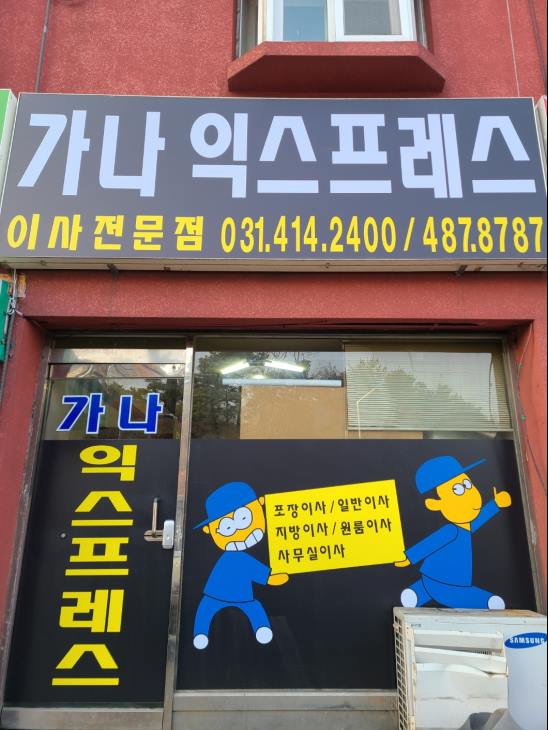 가나 익스프레스
이사전문점 031.414.2400 / 487.8787
가나
익스프레스
포장이사 / 일반이사
지방이사 / 원룸이사
사무실이사
SAMSUNG